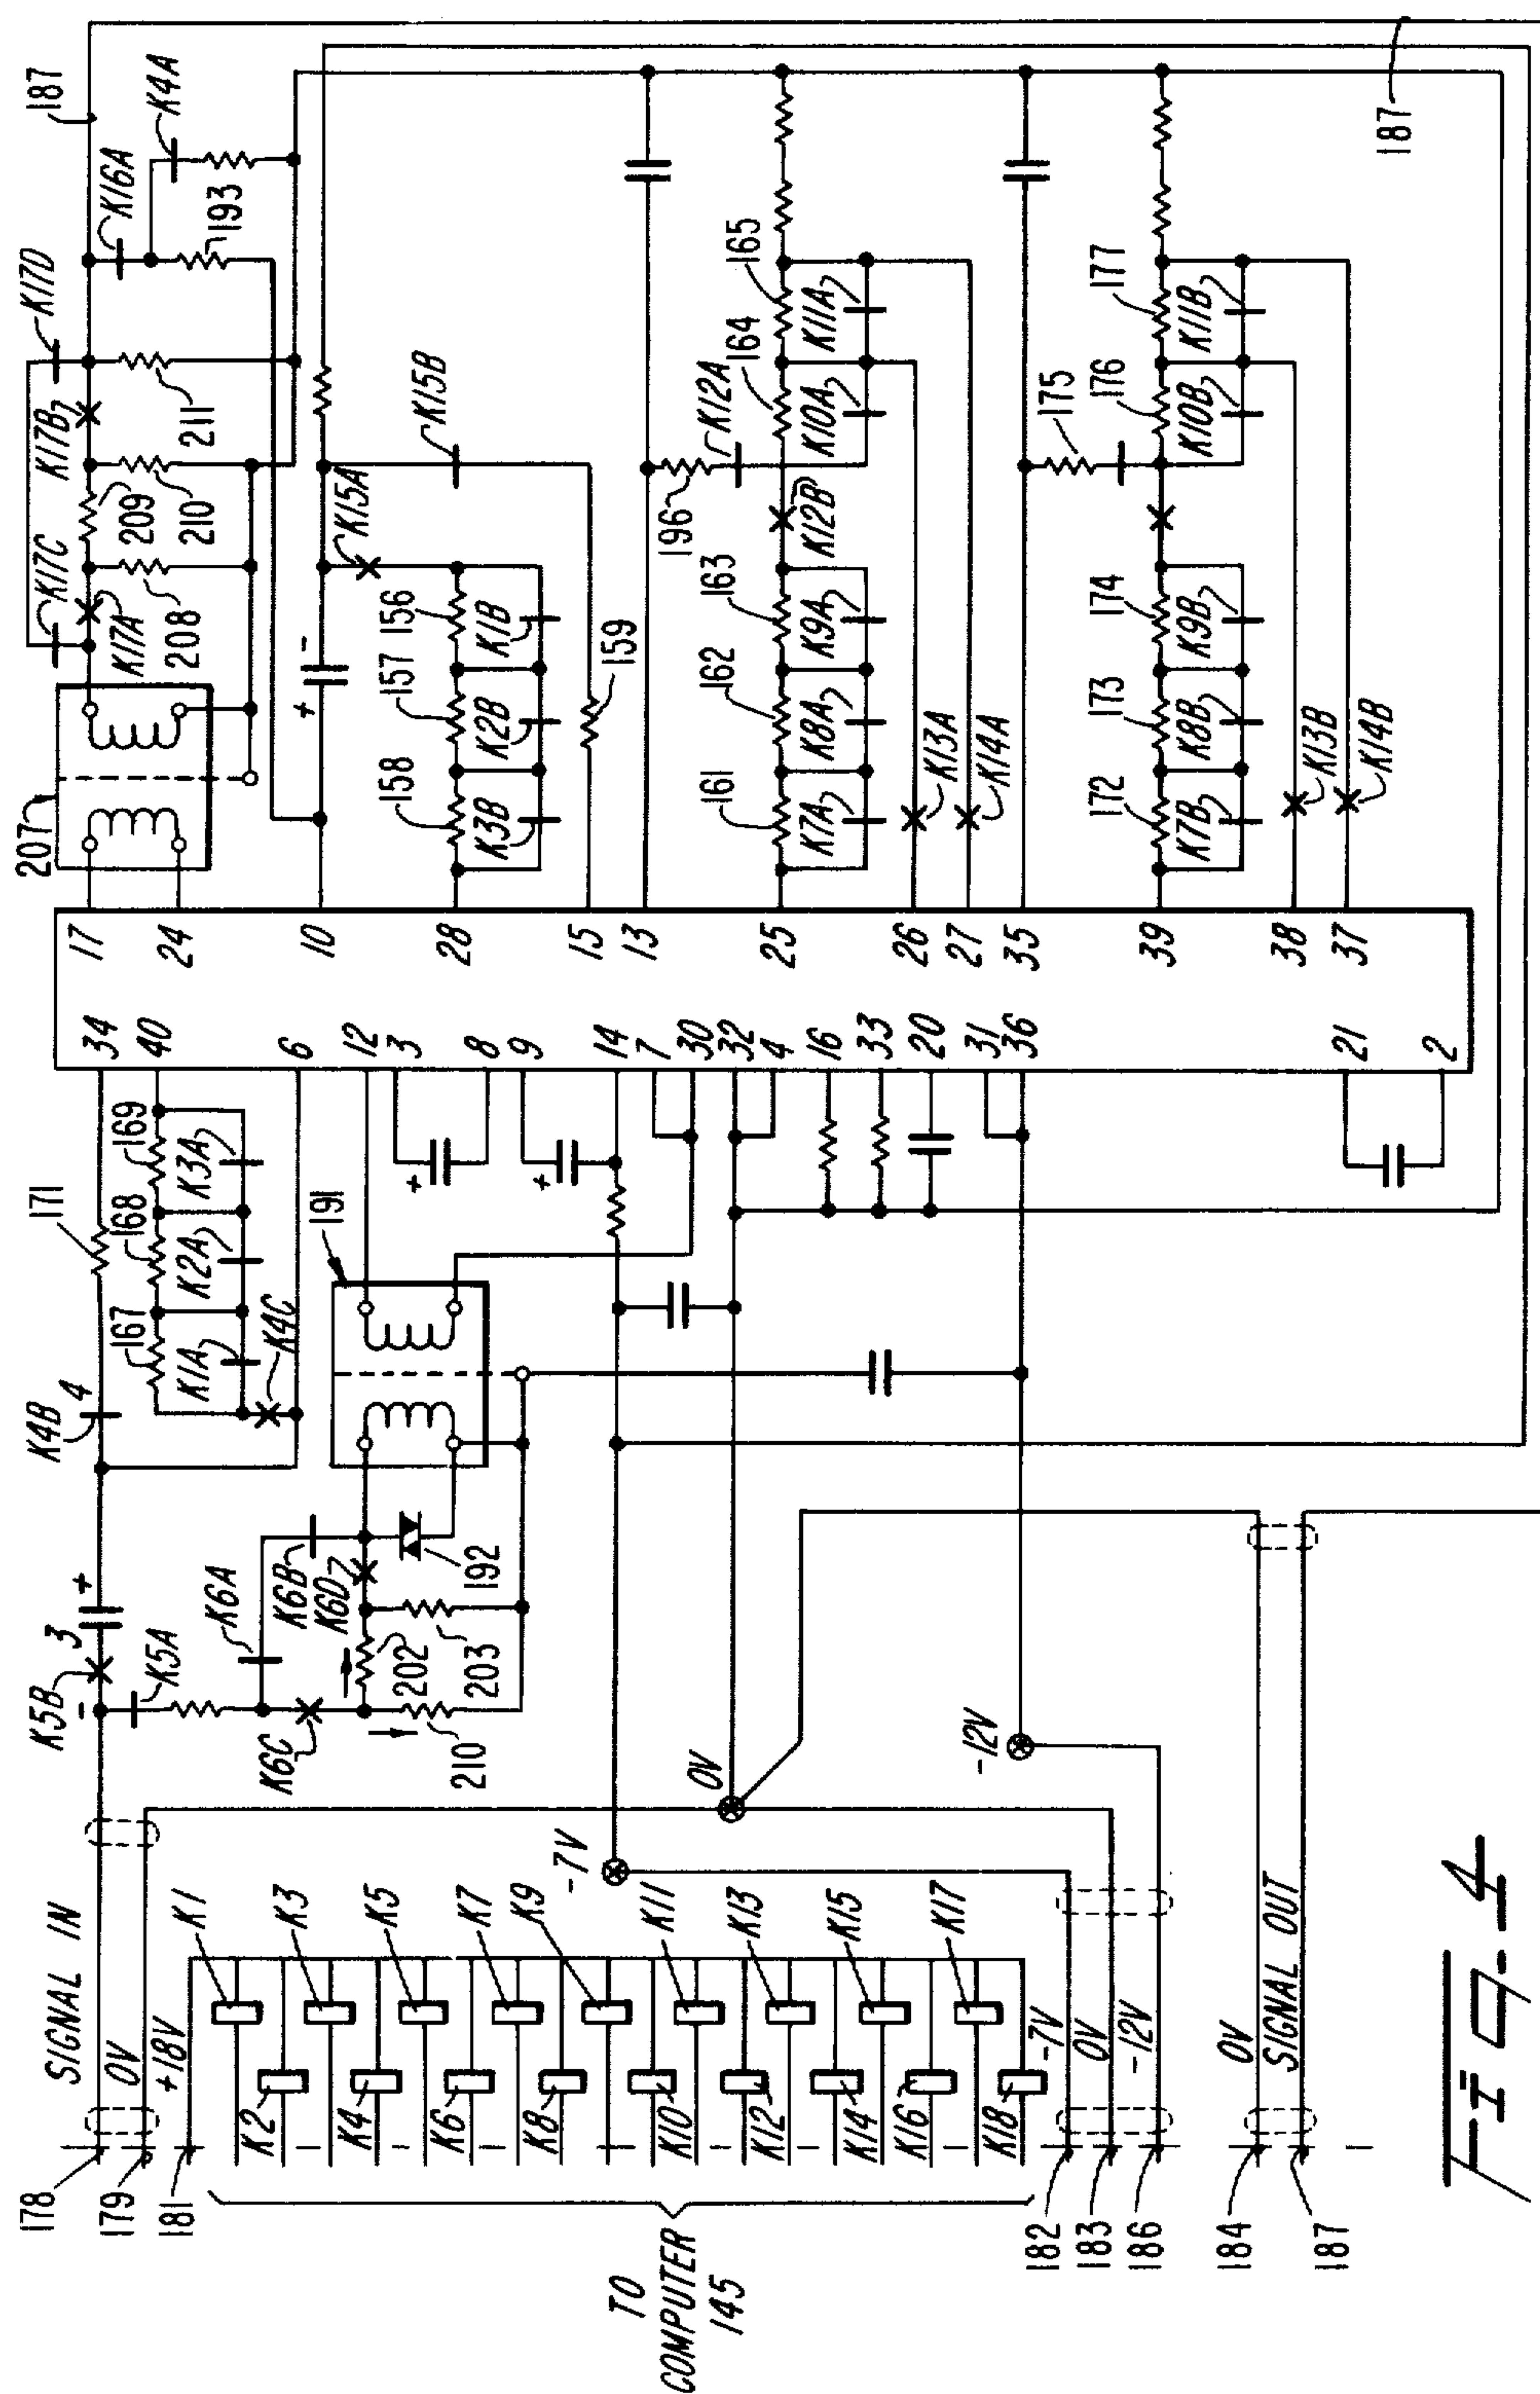 178
SIGNAL IN
179
0V
181
+18V
K1
K2
K3
K4
K5
K6
K7
K8
K9
K10
K11
K12
K13
K14
K15
K16
K17
K18
TO
COMPUTER
145
182
-7V
183
0V
186
-12V
184
0V
SIGNAL OUT
187
-7V
0V
-12V
K5B
-
3
+
K5A
K6A
K6C
K6B
K6D
192
202
203
210
K4B
4
171
167
168
169
K1A
K2A
K3A
K4C
191
+
+
34
40
6
12
3
8
9
14
7
30
32
4
16
33
20
31
36
21
2
17
24
10
28
15
13
25
26
27
35
39
38
37
207
K17C
K17A
208
209
210
K17B
211
K17D
187
K16A
193
K4A
+
-
K15A
K15B
158
157
156
K3B
K2B
K1B
159
196
K12A
161
162
163
164
165
K7A
K8A
K9A
K12B
K10A
K11A
K13A
K14A
175
172
173
174
176
177
K7B
K8B
K9B
K10B
K11B
K13B
K14B
187
Fig-4